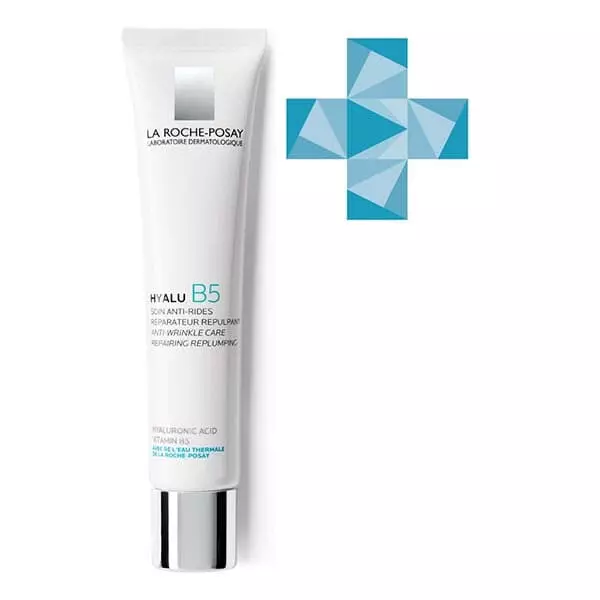 LA ROCHE-POSAY
LABORATOIRE DERMATOLOGIQUE
HYALU B5
SOIN ANTI-RIDES
RÉPARATEUR REPULPANT
ANTI-WRINKLE CARE
REPAIRING REPLUMPING
HYALURONIC ACID
VITAMIN B5
AVEC DE L'EAU THERMALE
DE LA ROCHE-POSAY